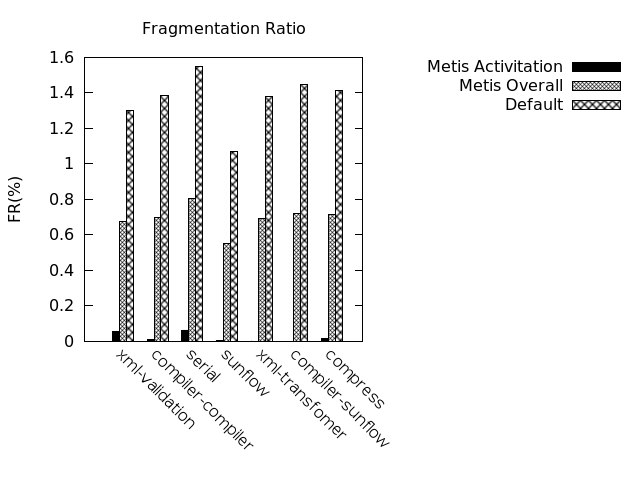 Fragmentation Ratio
Metis Activitation
Metis Overall
Default
FR(%)
1.6
1.4
1.2
1
0.8
0.6
0.4
0.2
0
xml-validation
compiler-compiler
serial
sunflow
xml-transfomer
compiler-sunflow
compress